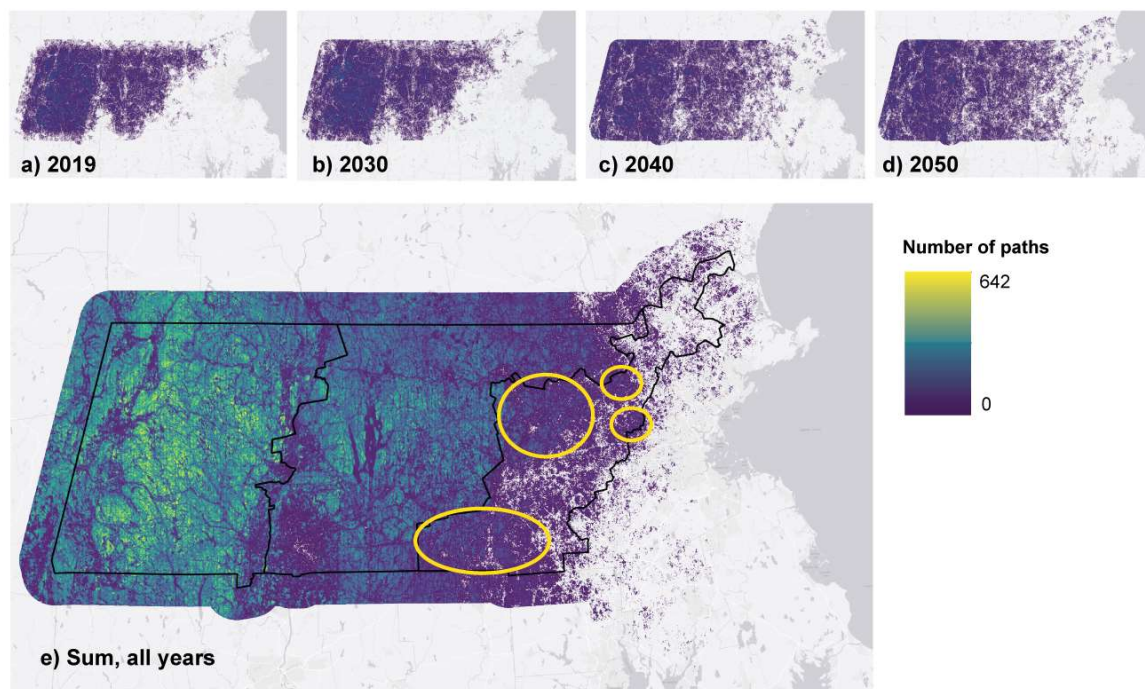 a) 2019
b) 2030
c) 2040
d) 2050
Number of paths
642
0
e) Sum, all years